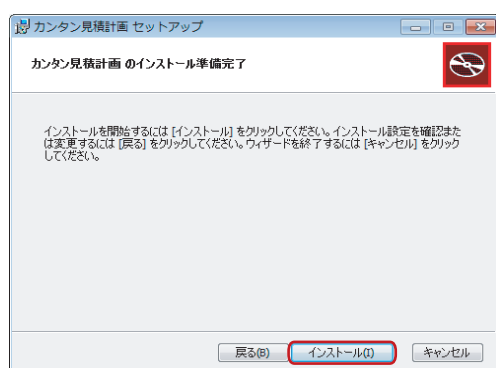 カンタン見積計画 セットアップ
カンタン見積計画 のインストール準備完了
インストールを開始するには [インストール] をクリックしてください。インストール設定を確認また
は変更するには [戻る] をクリックしてください。ウィザードを終了するには [キャンセル] をクリック
してください。
戻る(B) インストール(I) キャンセル